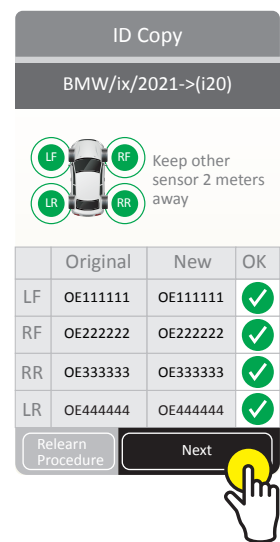 ID Copy
BMW/ix/2021->(i20)
LF RF
LR RR
Keep other
sensor 2 meters
away
Original New OK
LF OE111111 OE111111
RF OE222222 OE222222
RR OE333333 OE333333
LR OE444444 OE444444
Relearn
Procedure
Next